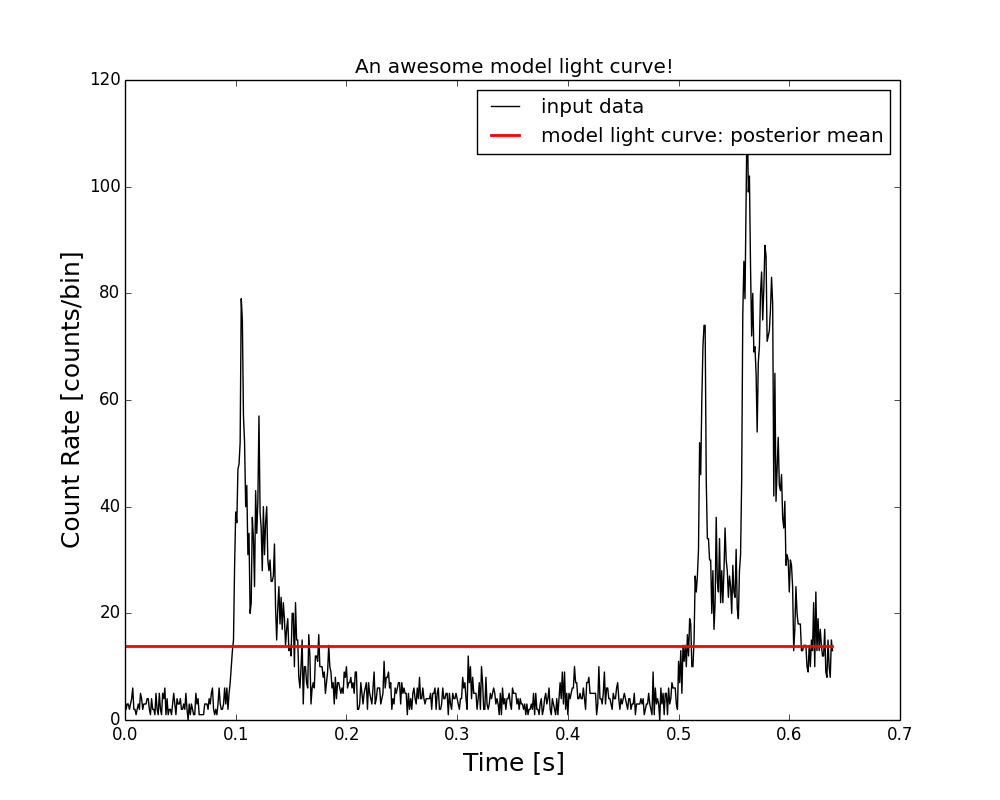 An awesome model light curve!
input data
model light curve: posterior mean
Count Rate [counts/bin]
120
100
80
60
40
20
0
0.0 0.1 0.2 0.3 0.4 0.5 0.6 0.7
Time [s]